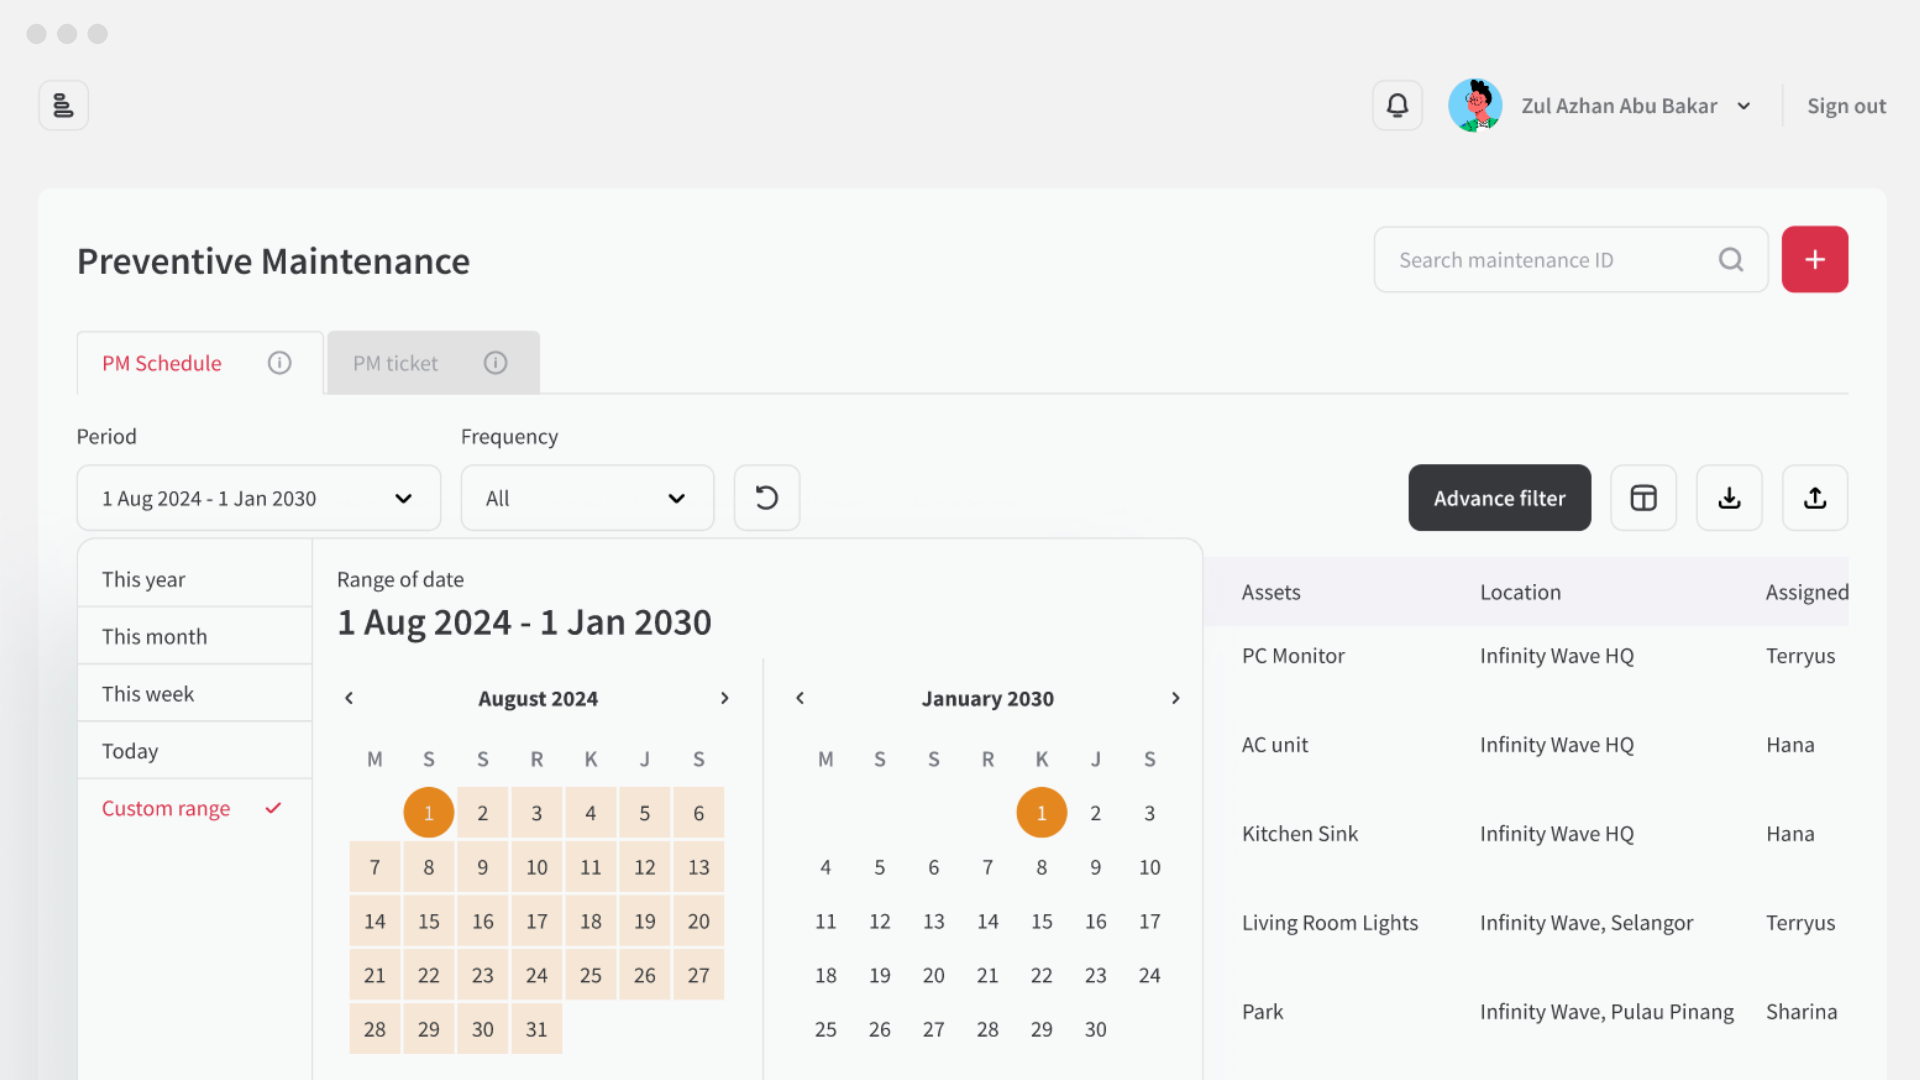 Zul Azhan Abu Bakar
Sign out
Preventive Maintenance
Search maintenance ID
PM Schedule
PM ticket
Period
Frequency
1 Aug 2024 - 1 Jan 2030
All
Advance filter
This year
This month
This week
Today
Custom range
Range of date
1 Aug 2024 - 1 Jan 2030
August 2024
M S S R K J S
1 2 3 4 5 6
7 8 9 10 11 12 13
14 15 16 17 18 19 20
21 22 23 24 25 26 27
28 29 30 31
January 2030
M S S R K J S
1 2 3
4 5 6 7 8 9 10
11 12 13 14 15 16 17
18 19 20 21 22 23 24
25 26 27 28 29 30
Assets Location Assigned
PC Monitor Infinity Wave HQ Terryus
AC unit Infinity Wave HQ Hana
Kitchen Sink Infinity Wave HQ Hana
Living Room Lights Infinity Wave, Selangor Terryus
Park Infinity Wave, Pulau Pinang Sharina